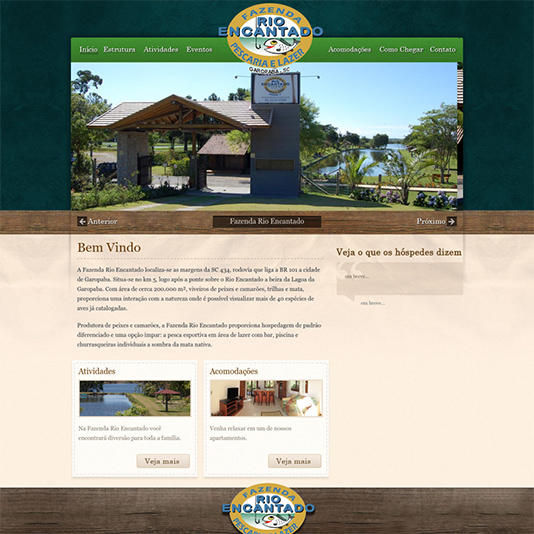 FAZENDA
RIO
ENCANTADO
PESCARIA E LAZER
GAROPABA - SC
Início Estrutura Atividades Eventos Acomodações Como Chegar Contato
RIO
ENCANTADO
Anterior Fazenda Rio Encantado Próximo
Bem Vindo
A Fazenda Rio Encantado localiza-se as margens da SC 434, rodovia que liga a BR 101 a cidade
de Garopaba. Situa-se no km 5, logo após a ponte sobre o Rio Encantado a beira da Lagoa da
Garopaba. Com área de cerca 200.000 m², viveiros de peixes e camarões, trilhas e mata,
proporciona uma interação com a natureza onde é possível visualizar mais de 40 espécies de
aves já catalogadas.
Produtora de peixes e camarões, a Fazenda Rio Encantado proporciona hospedagem de padrão
diferenciado e uma opção ímpar: a pesca esportiva em área de lazer com bar, piscina e
churrasqueiras individuais a sombra da mata nativa.
Veja o que os hóspedes dizem
em breve...
em breve...
Atividades
Na Fazenda Rio Encantado você
encontrará diversão para toda a família.
Veja mais
Acomodações
Venha relaxar em um de nossos
apartamentos.
Veja mais
FAZENDA
RIO
ENCANTADO
PESCARIA E LAZER